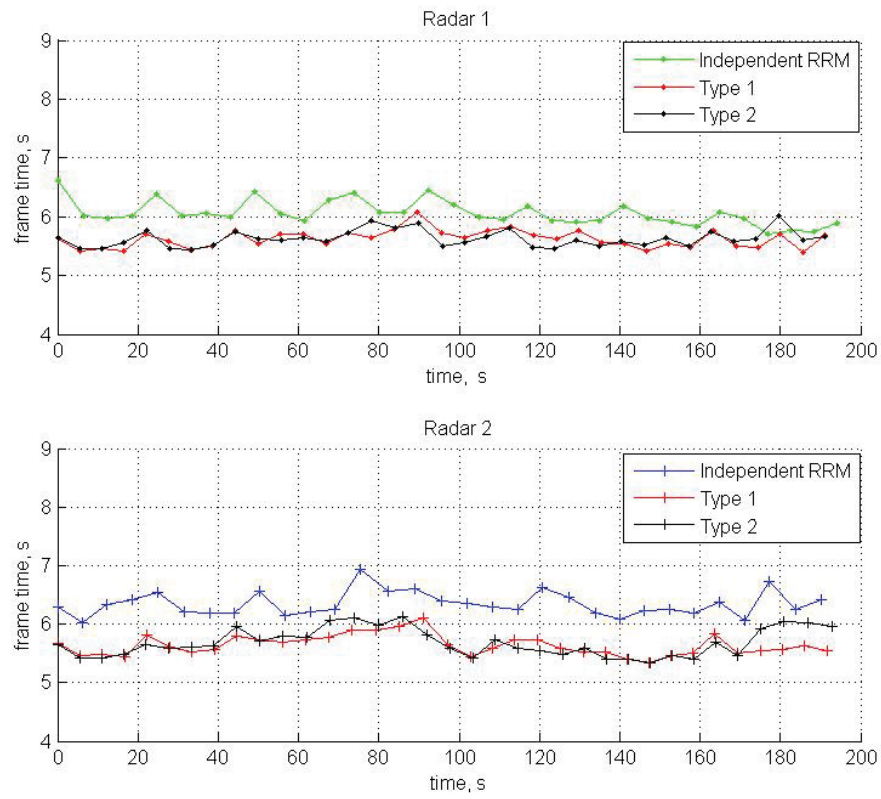 Radar 1
frame time, s
9
8
7
6
5
4
Independent RRM
Type 1
Type 2
0 20 40 60 80 100 120 140 160 180 200
time, s
Radar 2
frame time, s
9
8
7
6
5
4
Independent RRM
Type 1
Type 2
0 20 40 60 80 100 120 140 160 180 200
time, s